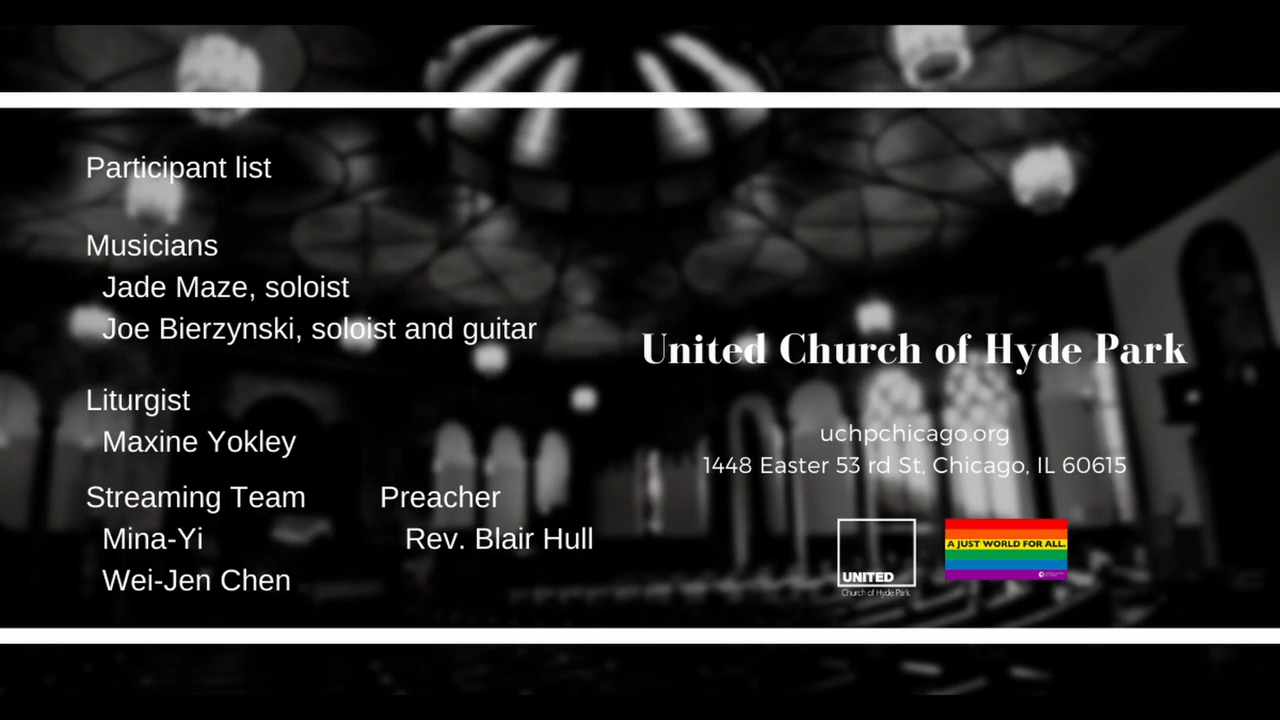 Participant list
Musicians
Jade Maze, soloist
Joe Bierzynski, soloist and guitar
Liturgist
Maxine Yokley
Streaming Team
Mina-Yi
Wei-Jen Chen
Preacher
Rev. Blair Hull
United Church of Hyde Park
uchpchicago.org
1448 Easter 53 rd St, Chicago, IL 60615
UNITED
Church of Hyde Park
A JUST WORLD FOR ALL.